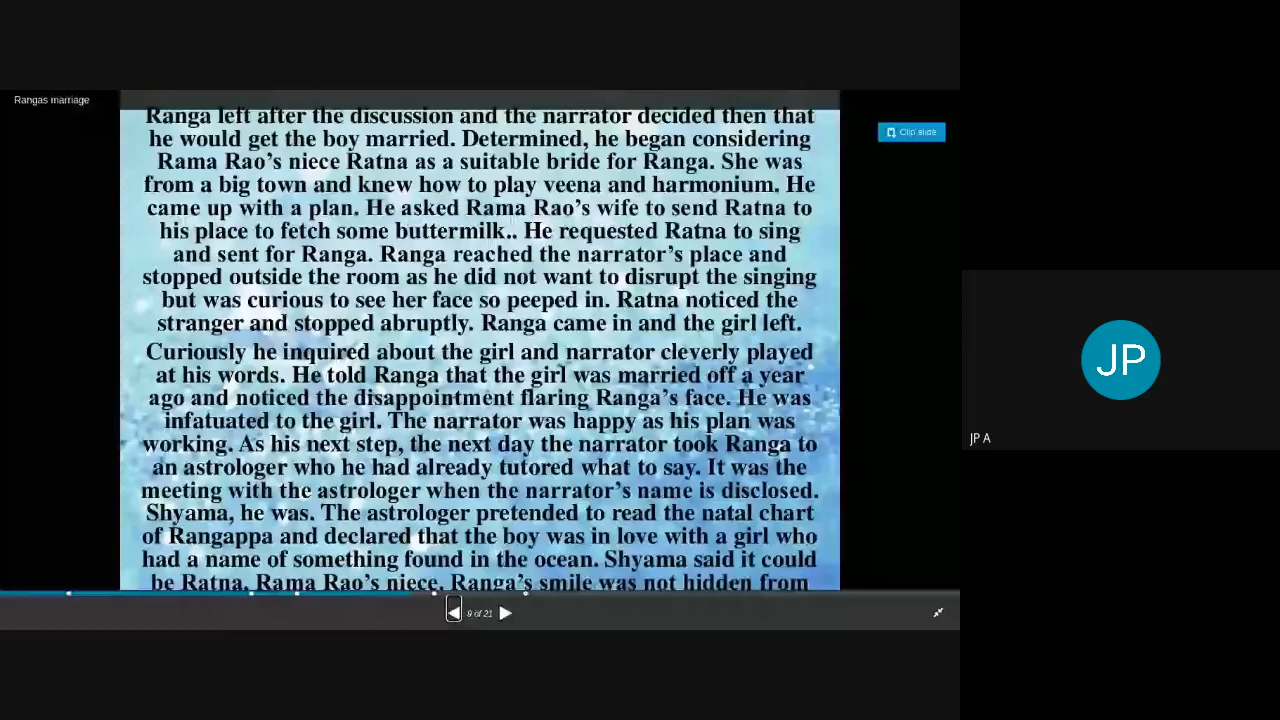 Rangas marriage
Clip slide
Ranga left after the discussion and the narrator decided then that
he would get the boy married. Determined, he began considering
Rama Rao's niece Ratna as a suitable bride for Ranga. She was
from a big town and knew how to play veena and harmonium. He
came up with a plan. He asked Rama Rao's wife to send Ratna to
his place to fetch some buttermilk.. He requested Ratna to sing
and sent for Ranga. Ranga reached the narrator's place and
stopped outside the room as he did not want to disrupt the singing
but was curious to see her face so peeped in. Ratna noticed the
stranger and stopped abruptly. Ranga came in and the girl left.
Curiously he inquired about the girl and narrator cleverly played
at his words. He told Ranga that the girl was married off a year
ago and noticed the disappointment flaring Ranga's face. He was
infatuated to the girl. The narrator was happy as his plan was
working. As his next step, the next day the narrator took Ranga to
an astrologer who he had already tutored what to say. It was the
meeting with the astrologer when the narrator's name is disclosed.
Shyama, he was. The astrologer pretended to read the natal chart
of Rangappa and declared that the boy was in love with a girl who
had a name of something found in the ocean. Shyama said it could
be Ratna, Rama Rao's niece. Ranga's smile was not hidden from
9 of 21
JP
JP A